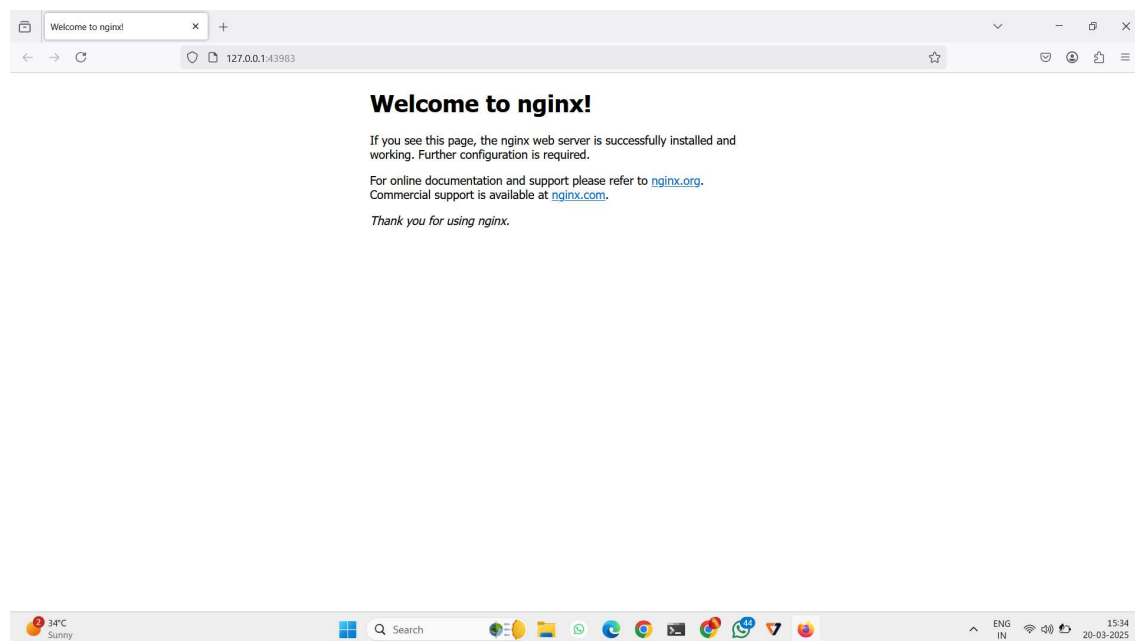 Welcome to nginx!
127.0.0.1:43983
Welcome to nginx!
If you see this page, the nginx web server is successfully installed and
working. Further configuration is required.
For online documentation and support please refer to nginx.org.
Commercial support is available at nginx.com.
Thank you for using nginx.
2
34°C
Sunny
Search
44
ENG
IN
15:34
20-03-2025